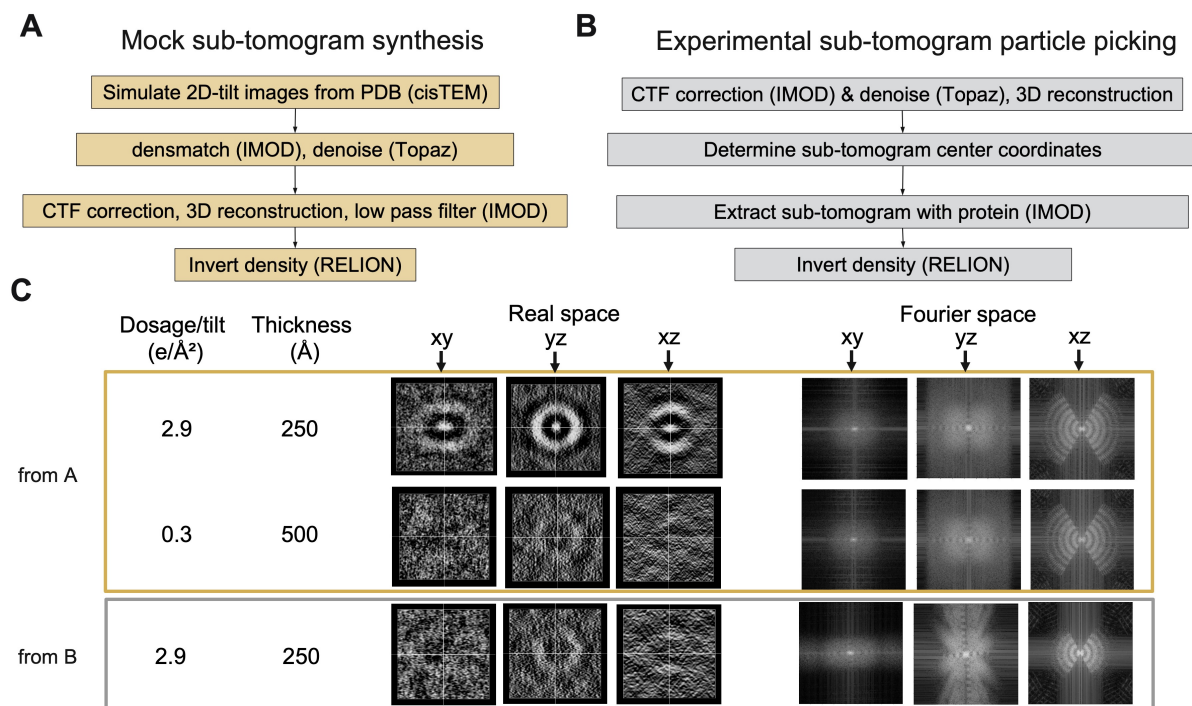 A
Mock sub-tomogram synthesis
Simulate 2D-tilt images from PDB (cisTEM)
densmatch (IMOD), denoise (Topaz)
CTF correction, 3D reconstruction, low pass filter (IMOD)
Invert density (RELION)
B
Experimental sub-tomogram particle picking
CTF correction (IMOD) & denoise (Topaz), 3D reconstruction
Determine sub-tomogram center coordinates
Extract sub-tomogram with protein (IMOD)
Invert density (RELION)
C
Dosage/tilt
(e/Å²)
Thickness
(Å)
Real space
xy yz xz
Fourier space
xy yz xz
from A
2.9 250
0.3 500
from B
2.9 250